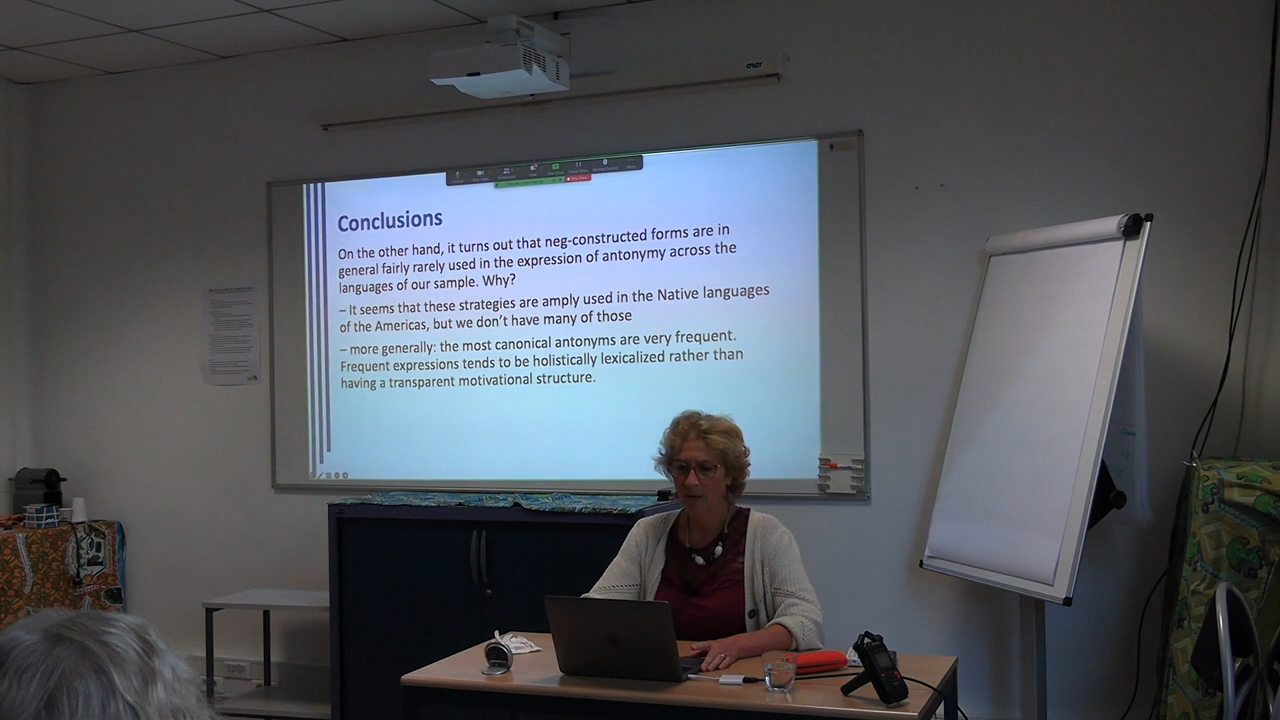 Conclusions
On the other hand, it turns out that neg-constructed forms are in
general fairly rarely used in the expression of antonymy across the
languages of our sample. Why?
– It seems that these strategies are amply used in the Native languages
of the Americas, but we don't have many of those
– more generally: the most canonical antonyms are very frequent.
Frequent expressions tends to be holistically lexicalized rather than
having a transparent motivational structure.